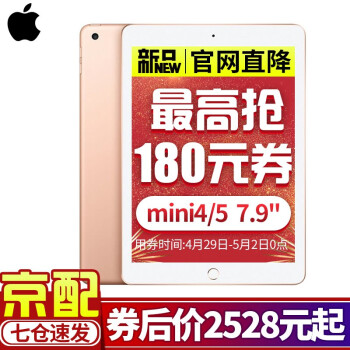 新品NEW 官网直降
最高抢
180元券
mini4/5 7.9"
用券时间:4月29日-5月2日0点
京配
七仓速发
券后价2528元起